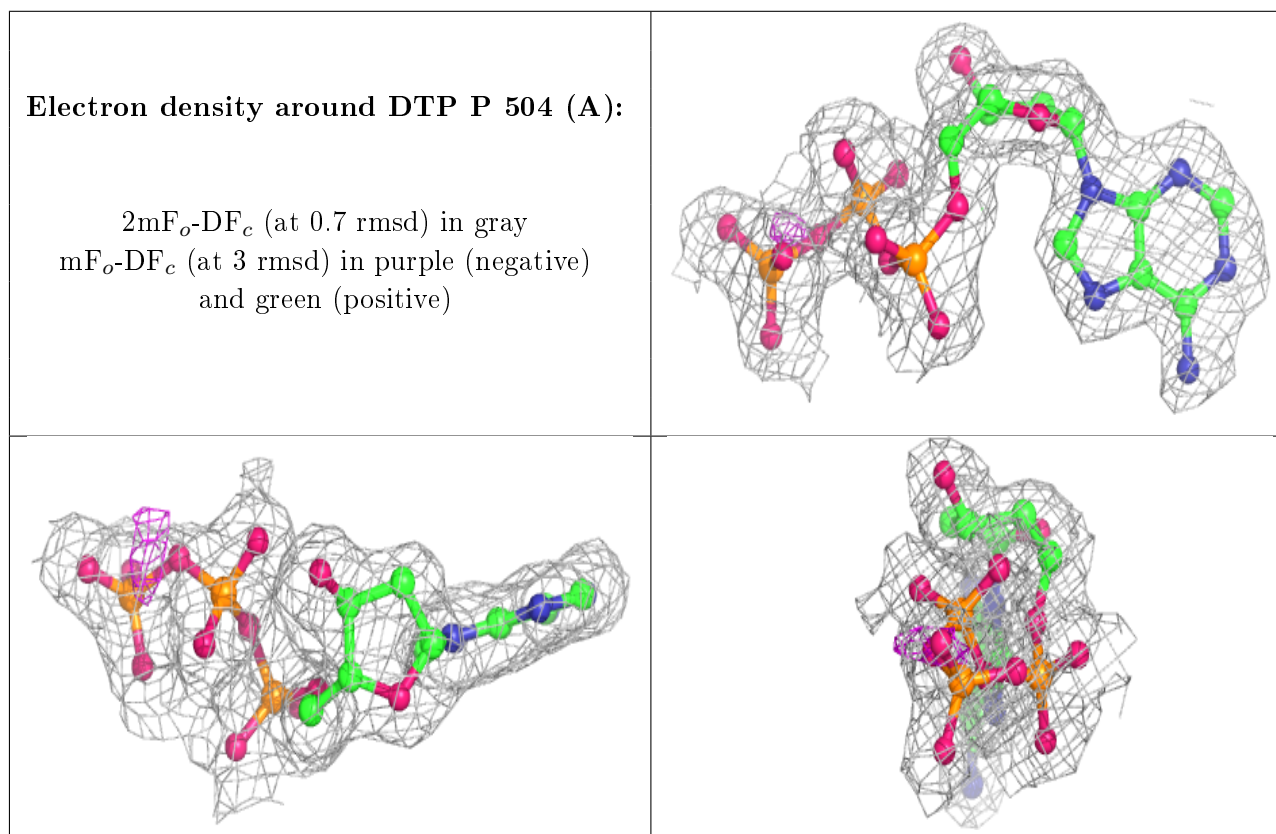 Electron density around DTP P 504 (A):
2mFo-DFc (at 0.7 rmsd) in gray
mFo-DFc (at 3 rmsd) in purple (negative)
and green (positive)